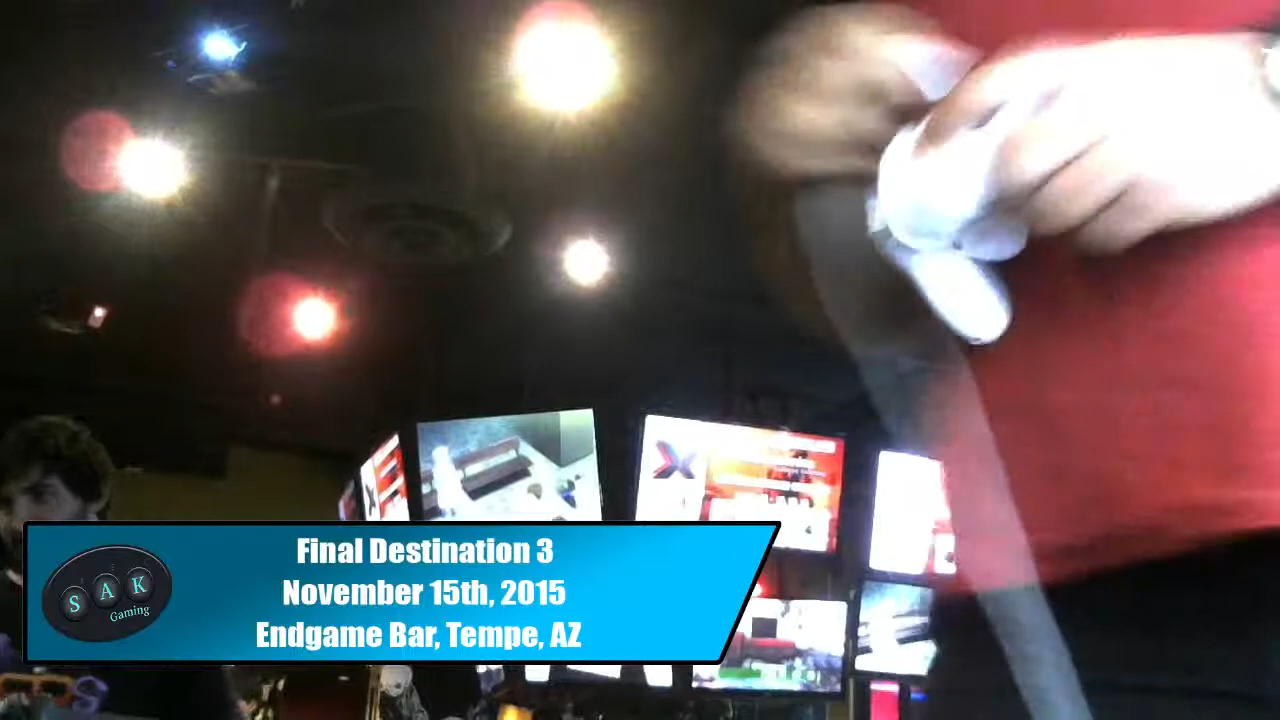 Final Destination 3
November 15th, 2015
Endgame Bar, Tempe, AZ
S A K
Gaming